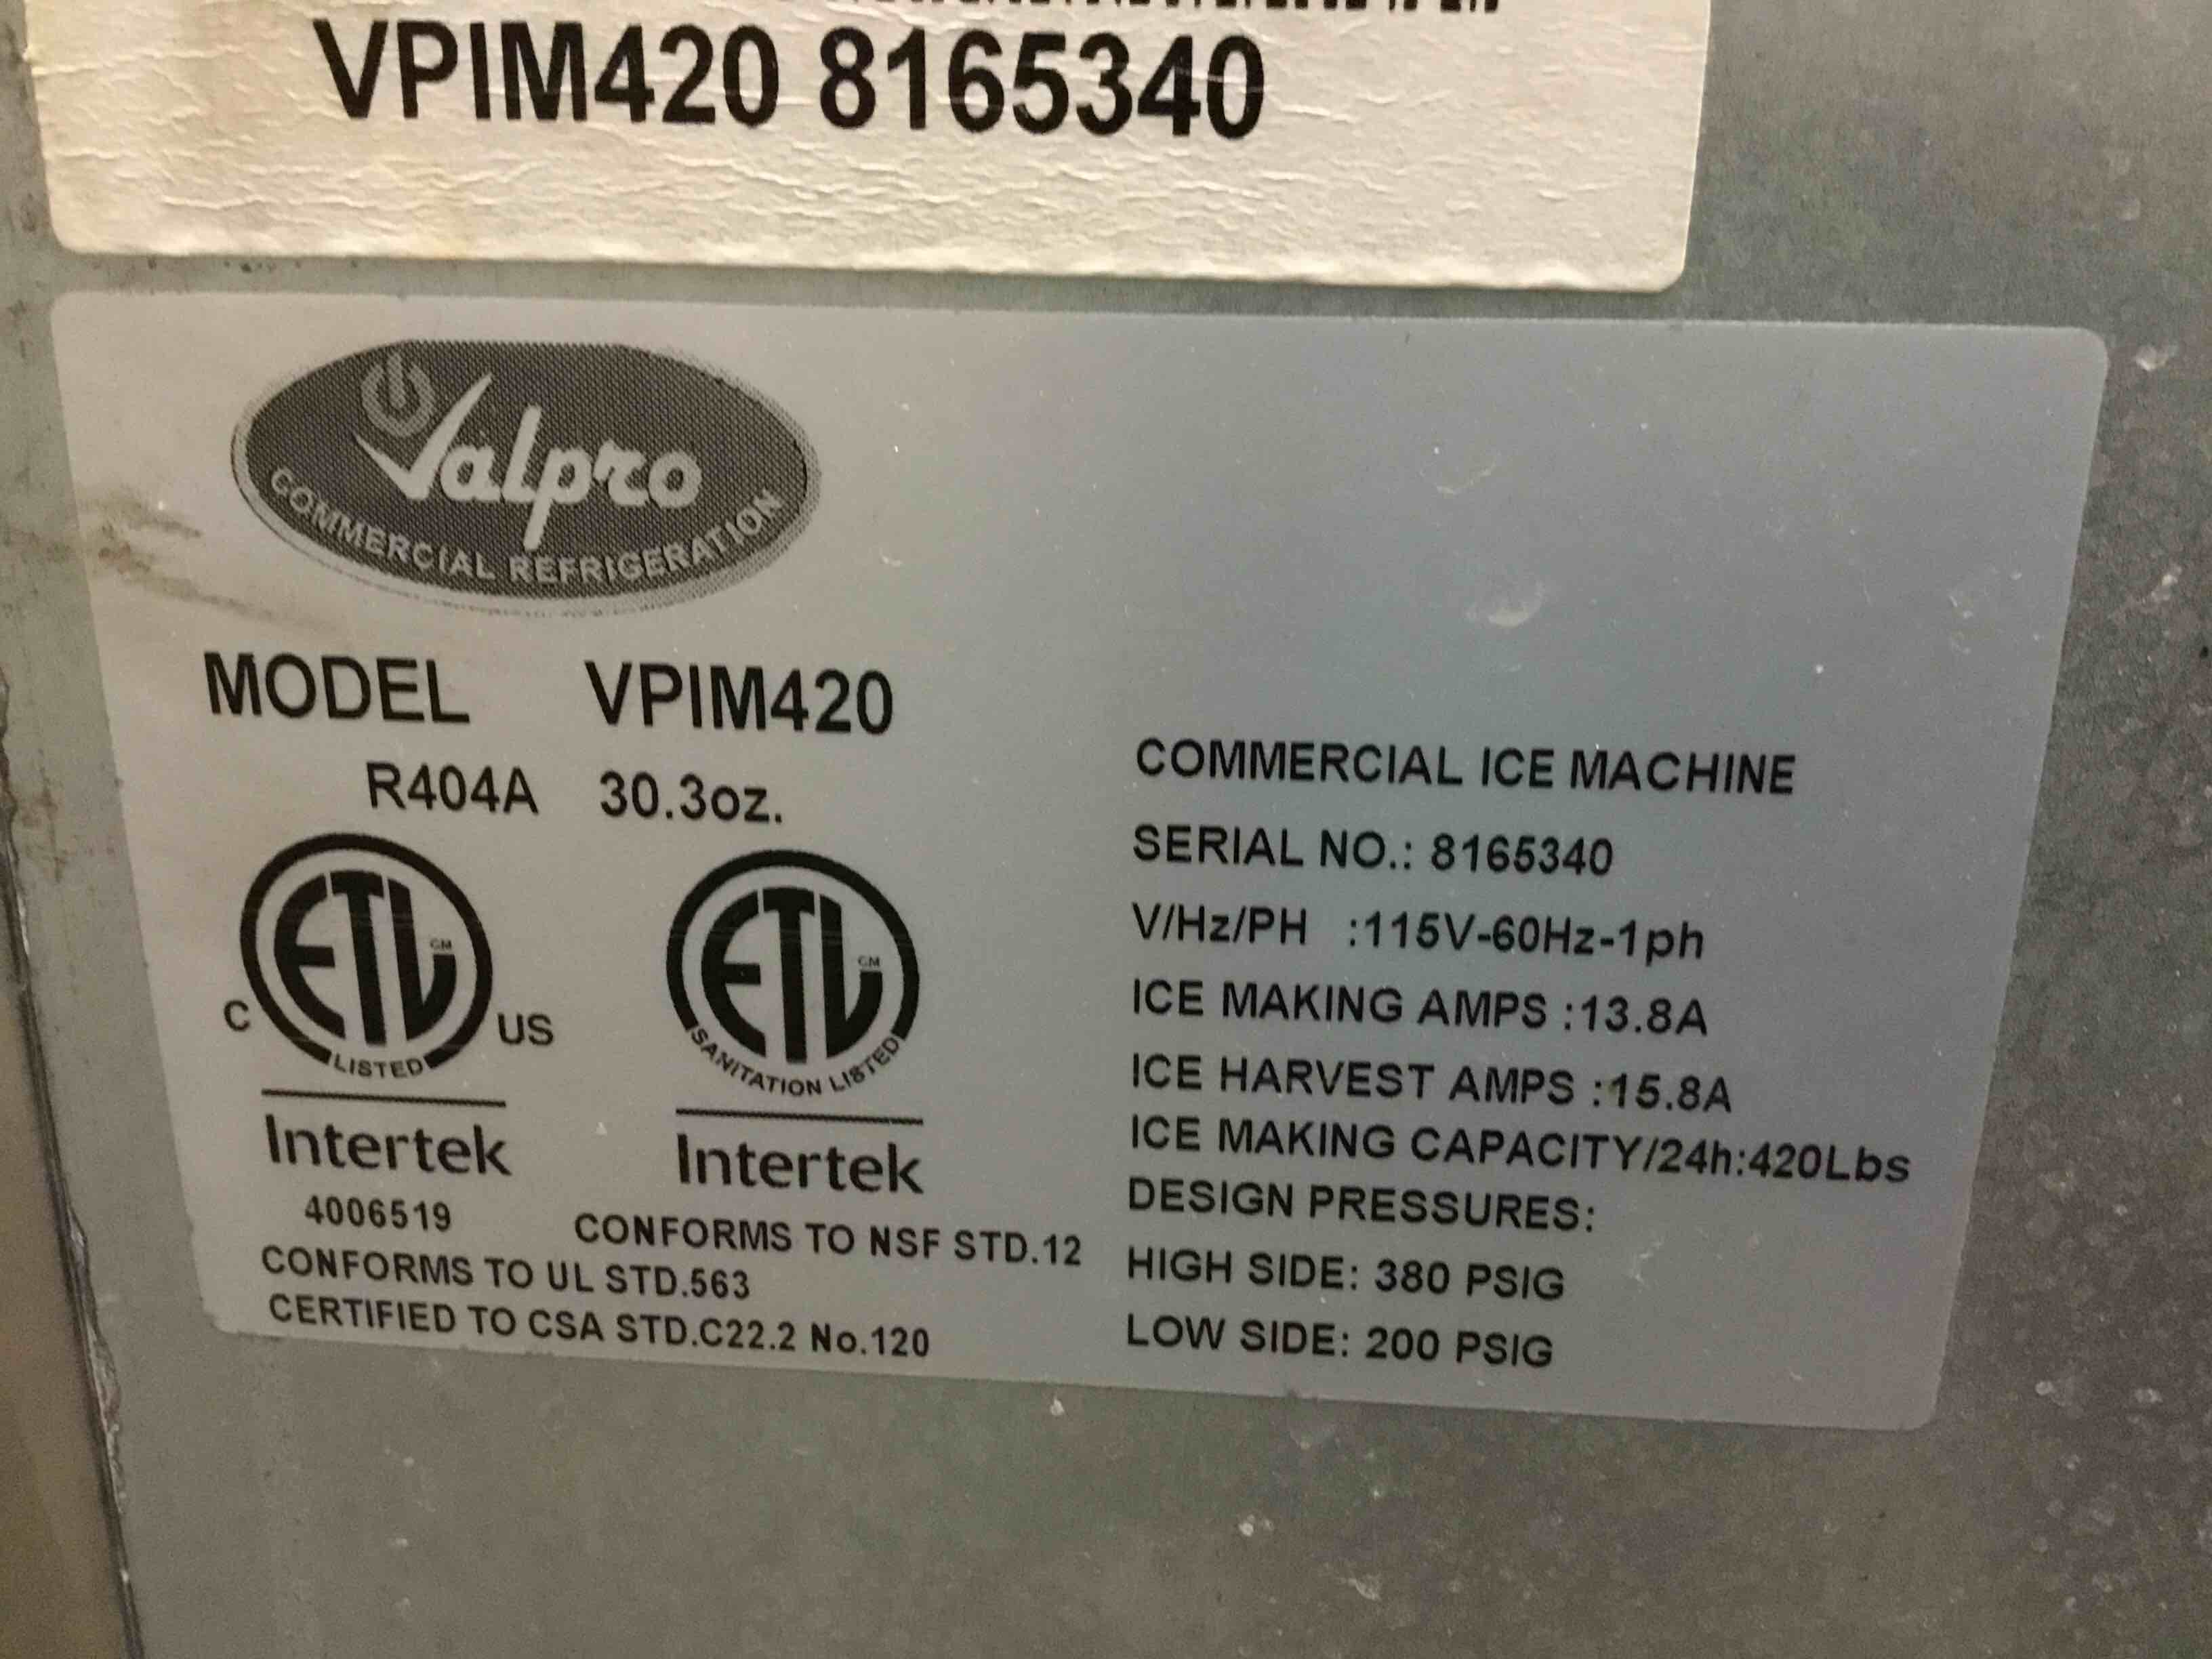 VPIM420 8165340
Valpro
COMMERCIAL REFRIGERATION
MODEL VPIM420
R404A 30.3oz.
ETL CM
C US
LISTED
Intertek
4006519
CONFORMS TO UL STD.563
CERTIFIED TO CSA STD.C22.2 No.120
ETL CM
SANITATION LISTED
Intertek
CONFORMS TO NSF STD.12
COMMERCIAL ICE MACHINE
SERIAL NO.: 8165340
V/Hz/PH :115V-60Hz-1ph
ICE MAKING AMPS :13.8A
ICE HARVEST AMPS :15.8A
ICE MAKING CAPACITY/24h:420Lbs
DESIGN PRESSURES:
HIGH SIDE: 380 PSIG
LOW SIDE: 200 PSIG